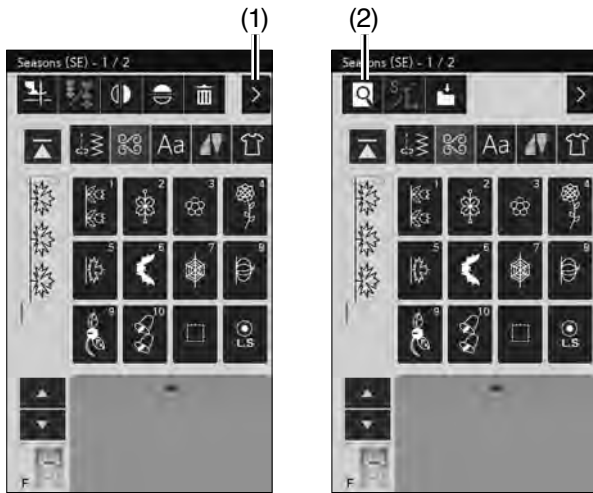 (1) (2)
Seasons (SE) - 1 / 2
Seasons (SE) - 1 / 2
Aa
1 2 3 4
5 6 7 8
9 10
L.S
F
S
Aa
1 2 3 4
5 6 7 8
9 10
L.S
F